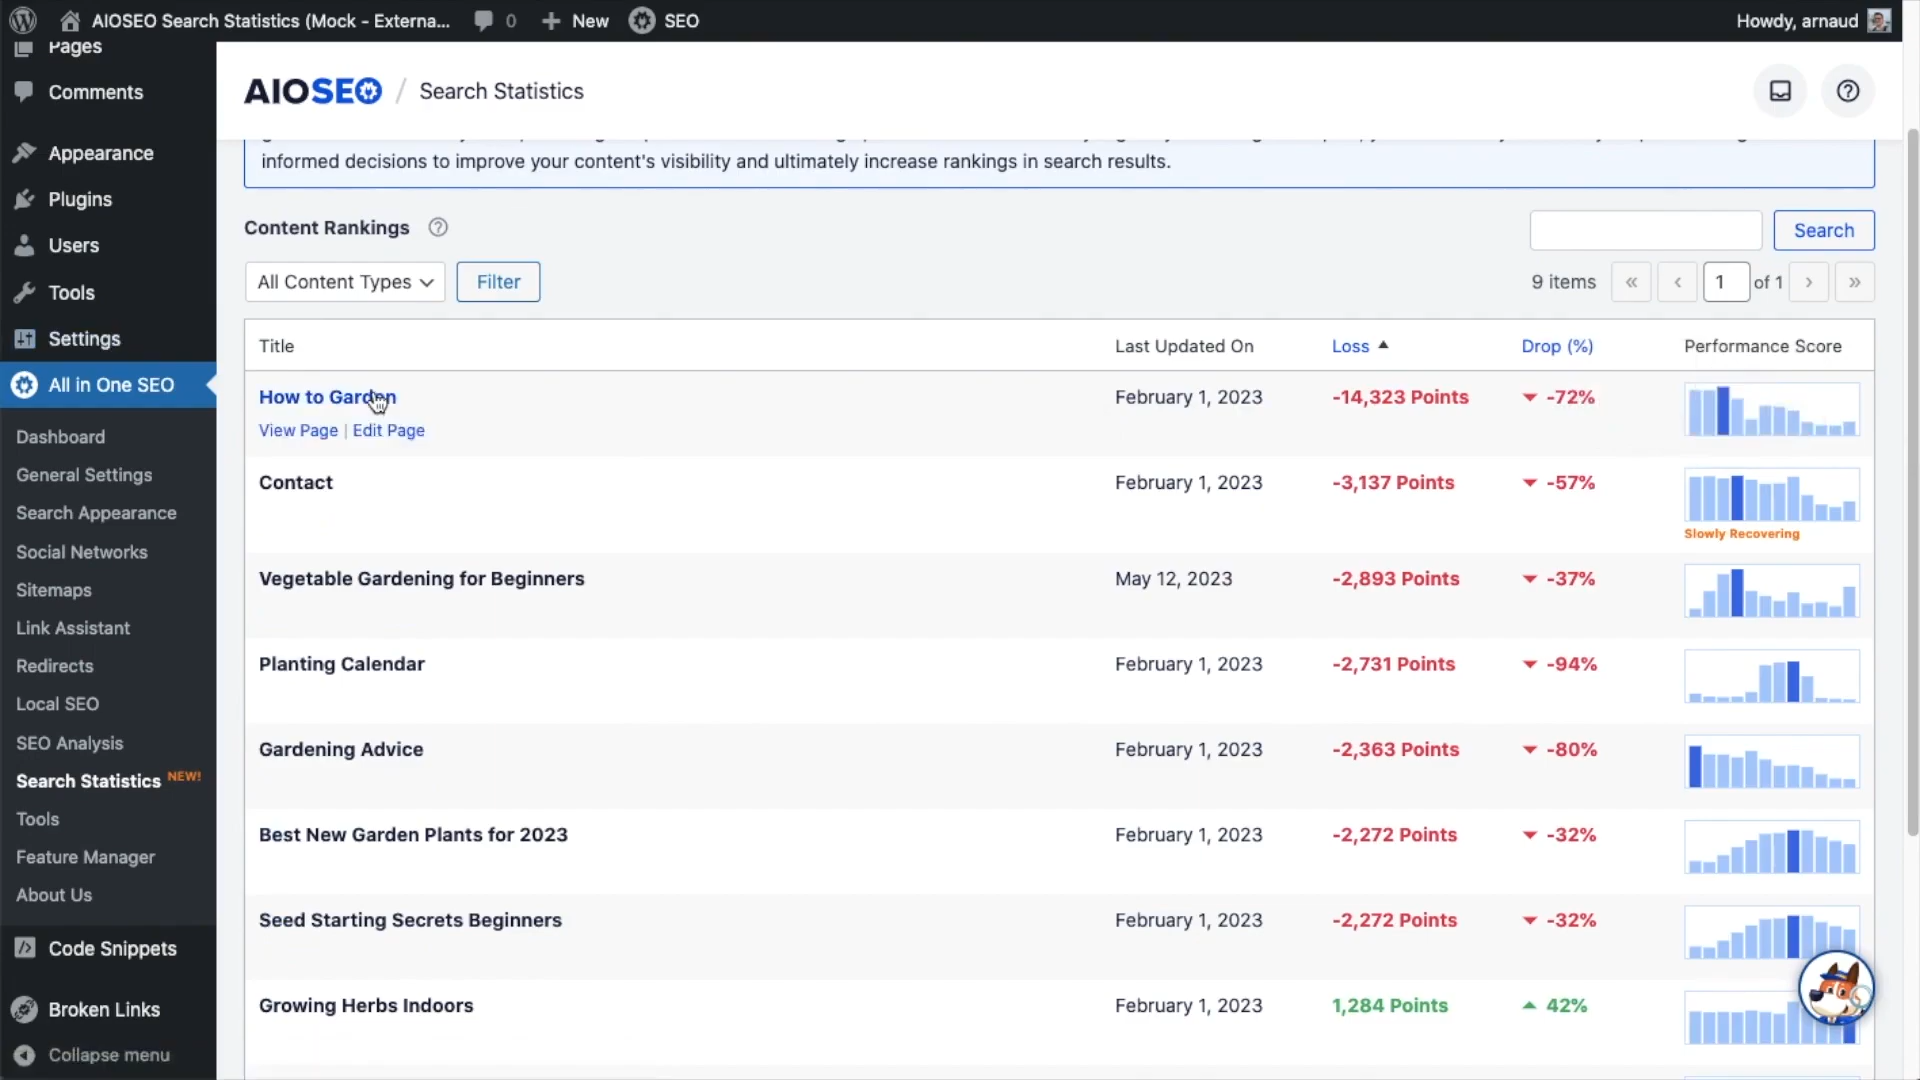 AIOSEO Search Statistics (Mock - Externa...
0
New
SEO
Howdy, arnaud
Pages
Comments
Appearance
Plugins
Users
Tools
Settings
All in One SEO
Dashboard
General Settings
Search Appearance
Social Networks
Sitemaps
Link Assistant
Redirects
Local SEO
SEO Analysis
Search Statistics NEW!
Tools
Feature Manager
About Us
Code Snippets
Broken Links
Collapse menu
AIOSEO / Search Statistics
informed decisions to improve your content's visibility and ultimately increase rankings in search results.
Content Rankings
Search
All Content Types
Filter
9 items « ‹ 1 of 1 › »
Title Last Updated On Loss Drop (%) Performance Score
How to Garden February 1, 2023 -14,323 Points -72%
View Page | Edit Page
Contact February 1, 2023 -3,137 Points -57%
Slowly Recovering
Vegetable Gardening for Beginners May 12, 2023 -2,893 Points -37%
Planting Calendar February 1, 2023 -2,731 Points -94%
Gardening Advice February 1, 2023 -2,363 Points -80%
Best New Garden Plants for 2023 February 1, 2023 -2,272 Points -32%
Seed Starting Secrets Beginners February 1, 2023 -2,272 Points -32%
Growing Herbs Indoors February 1, 2023 1,284 Points 42%